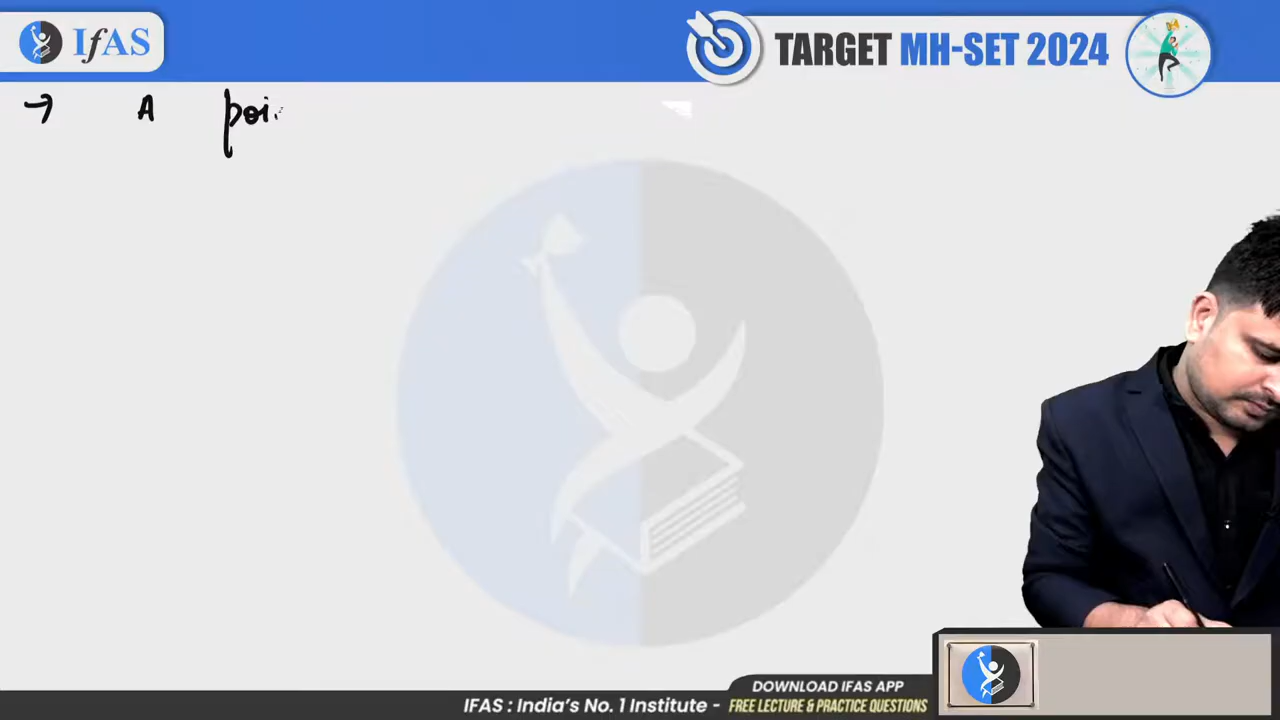 IfAS
TARGET MH-SET 2024
→ A poi
DOWNLOAD IFAS APP
IFAS : India's No. 1 Institute - FREE LECTURE & PRACTICE QUESTIONS